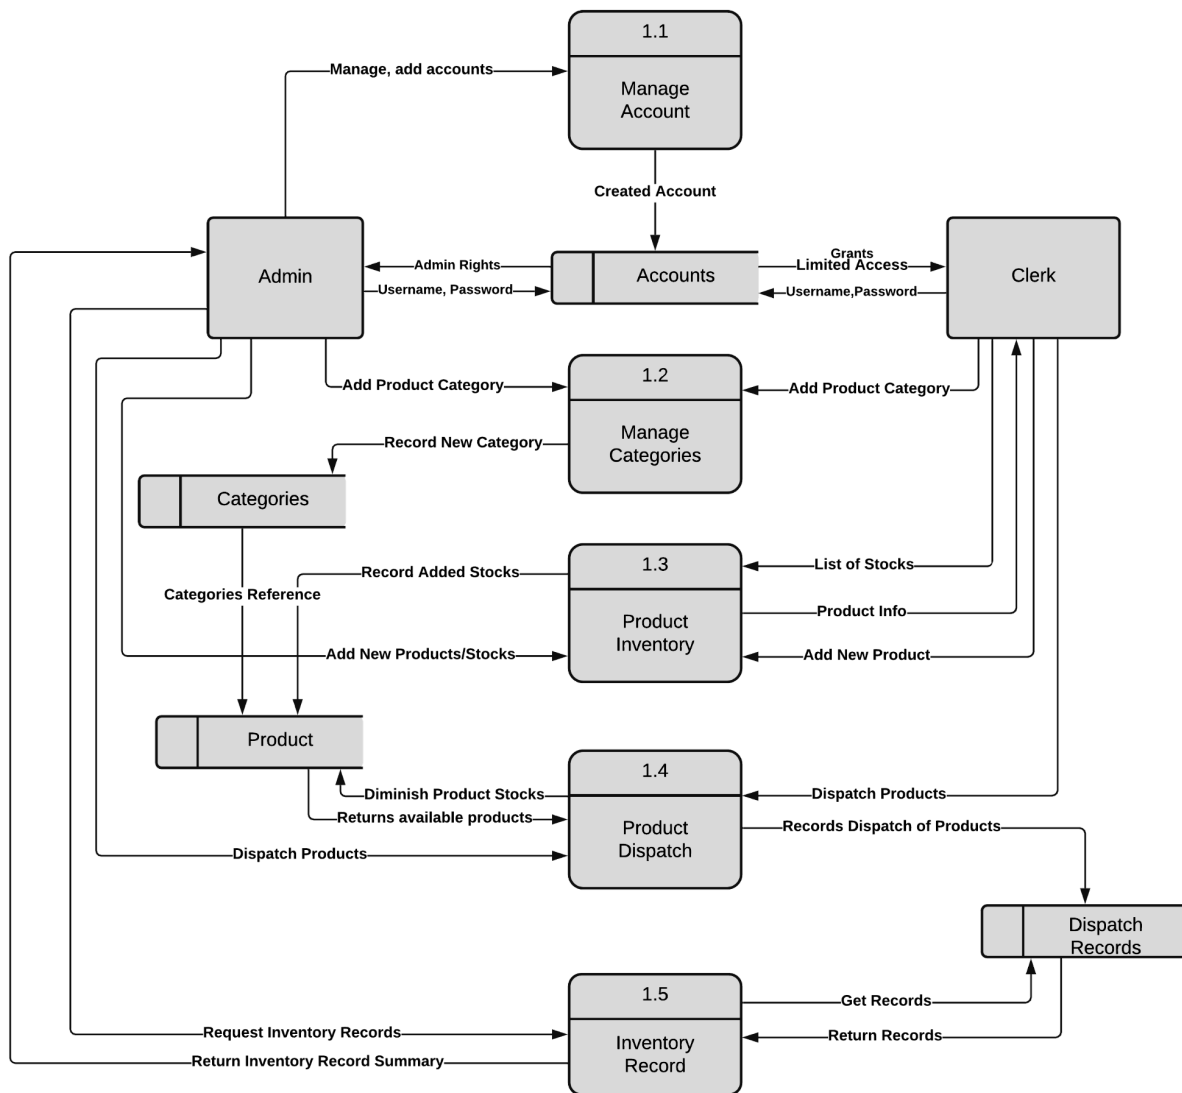 1.1
Manage, add accounts
Manage
Account
Created Account
Admin
Admin Rights
Username, Password
Accounts
Grants
Limited Access
Username,Password
Clerk
1.2
Add Product Category
Add Product Category
Manage
Categories
Record New Category
Categories
1.3
Record Added Stocks
List of Stocks
Categories Reference
Product Info
Product
Inventory
Add New Products/Stocks
Add New Product
Product
1.4
Diminish Product Stocks
Dispatch Products
Returns available products
Records Dispatch of Products
Product
Dispatch
Dispatch Products
Dispatch
Records
1.5
Get Records
Request Inventory Records
Return Records
Inventory
Record
Return Inventory Record Summary